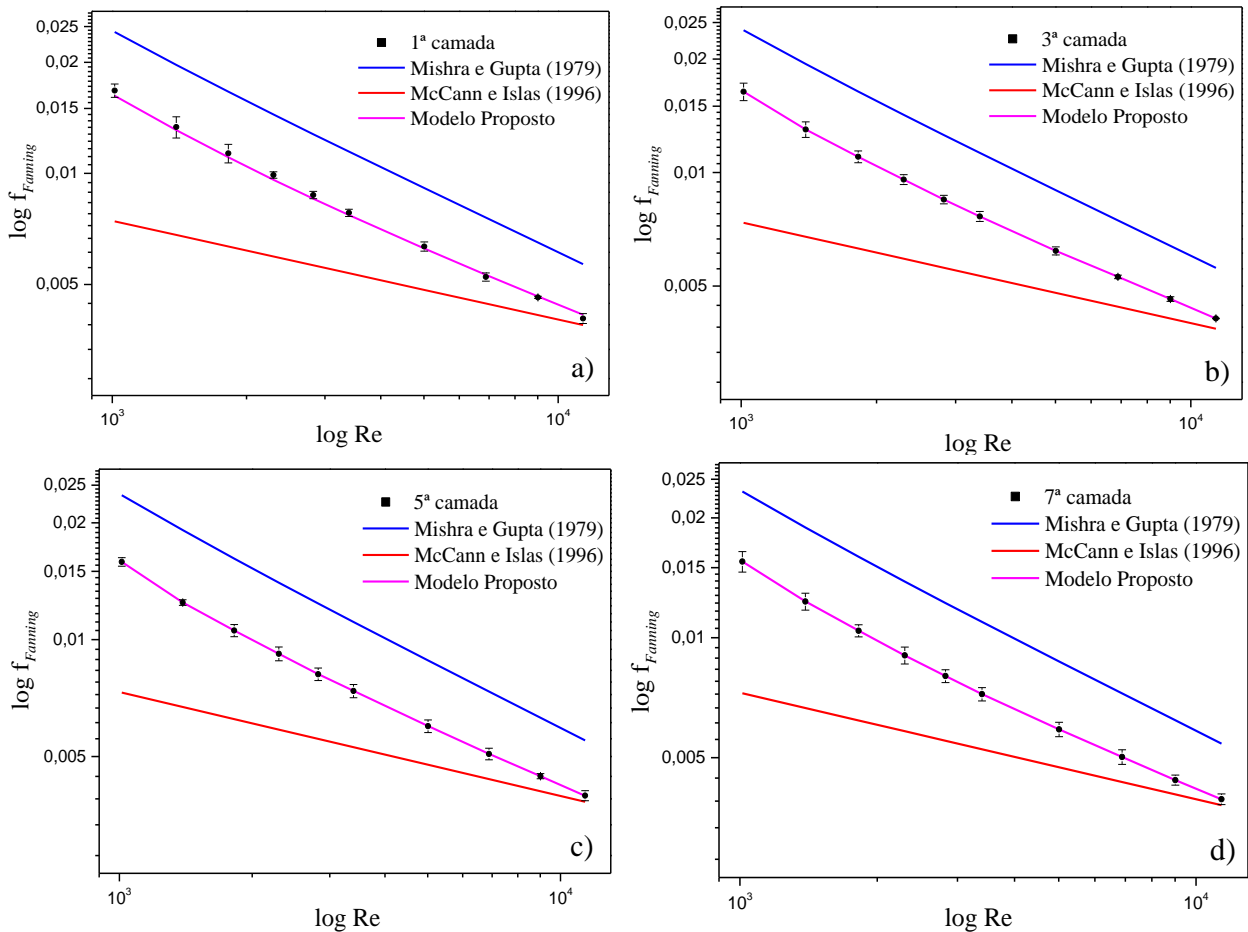 0,025
0,02
0,015
0,01
0,005
log f_Fanning
1ª camada
Mishra e Gupta (1979)
McCann e Islas (1996)
Modelo Proposto
a)
10³
10⁴
log Re
0,025
0,02
0,015
0,01
0,005
log f_Fanning
3ª camada
Mishra e Gupta (1979)
McCann e Islas (1996)
Modelo Proposto
b)
10³
10⁴
log Re
0,025
0,02
0,015
0,01
0,005
log f_Fanning
5ª camada
Mishra e Gupta (1979)
McCann e Islas (1996)
Modelo Proposto
c)
10³
10⁴
log Re
0,025
0,02
0,015
0,01
0,005
log f_Fanning
7ª camada
Mishra e Gupta (1979)
McCann e Islas (1996)
Modelo Proposto
d)
10³
10⁴
log Re